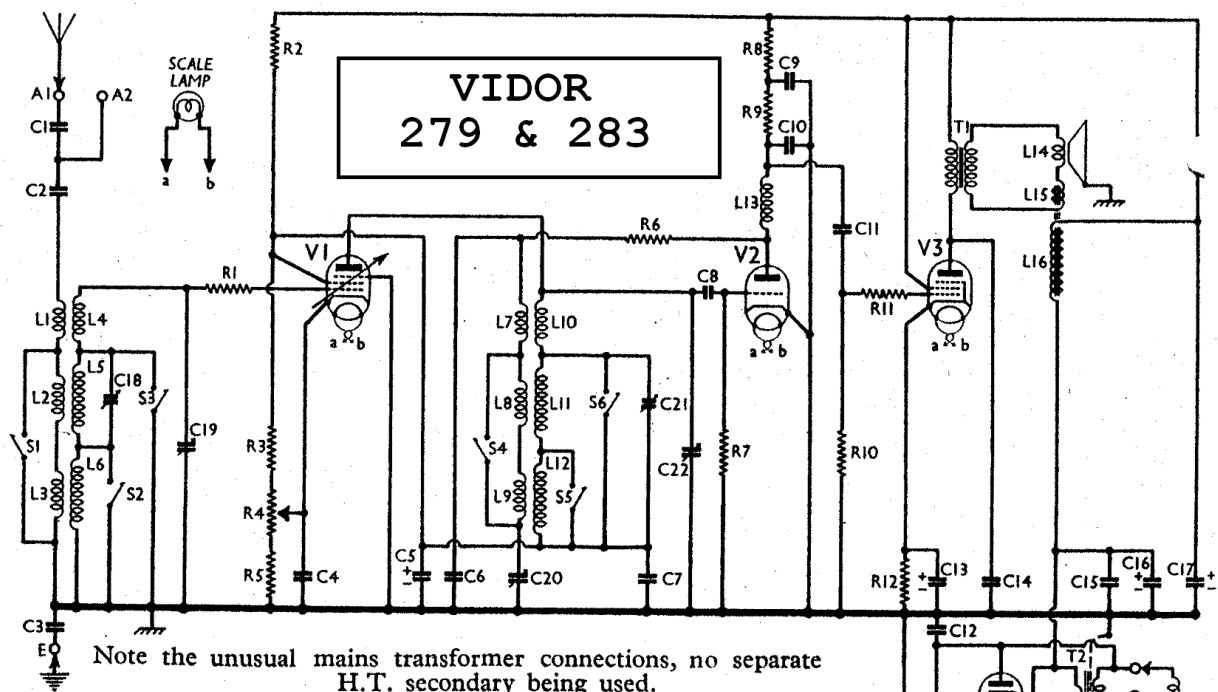 R2
R8
C9
SCALE
LAMP
VIDOR
279 & 283
A1
A2
C1
R9
C10
T1
L14
a b
C2
L15
L13
C11
R6
V1
V2
V3
L16
R1
C8
R11
L1
L4
L7
L10
a b
a b
a b
L5
C18
L2
S3
L8
L11
S6
C21
S1
C19
R3
S4
C22
R7
R10
L6
L12
L3
S2
L9
S5
R4
R5
C4
C5
+
−
C6
C20
C7
R12
+
−
C13
C14
C15
C16
+
−
C17
+
−
C3
C12
E
T2
Note the unusual mains transformer connections, no separate
H.T. secondary being used.